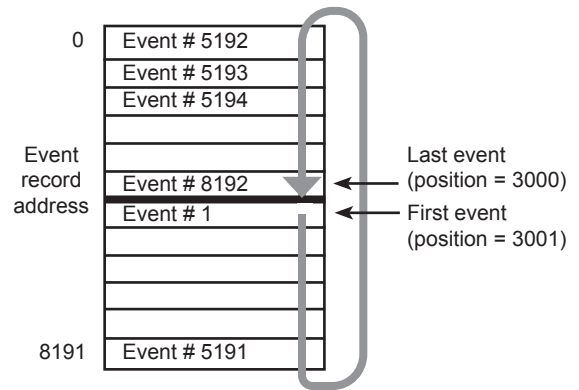 0
Event # 5192
Event # 5193
Event # 5194
Event
record
address
Event # 8192
Event # 1
Last event
(position = 3000)
First event
(position = 3001)
8191
Event # 5191